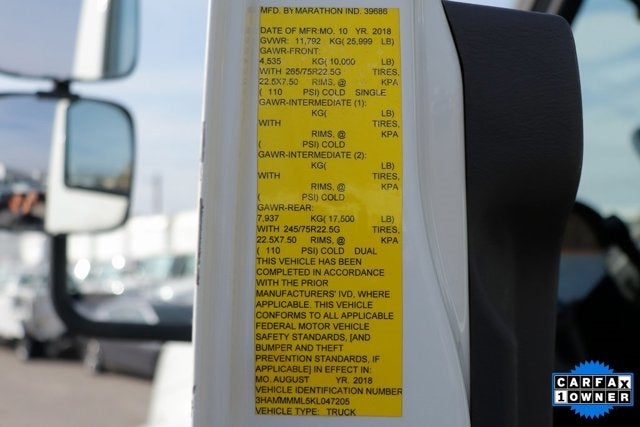 MFD. BY MARATHON IND. 39686
DATE OF MFR: MO. 10 YR. 2018
GVWR: 11,792 KG( 25,999 LB)
GAWR-FRONT:
4,535 KG( 10,000 LB)
WITH 285/75R22.5G TIRES,
22.5X7.50 RIMS, @ KPA
( 110 PSI) COLD SINGLE
GAWR-INTERMEDIATE (1):
KG( LB)
WITH TIRES,
RIMS, @ KPA
( PSI) COLD
GAWR-INTERMEDIATE (2):
KG( LB)
WITH TIRES,
RIMS, @ KPA
( PSI) COLD
GAWR-REAR:
7,937 KG( 17,500 LB)
WITH 245/75R22.5G TIRES,
22.5X7.50 RIMS, @ KPA
( 110 PSI) COLD DUAL
THIS VEHICLE HAS BEEN
COMPLETED IN ACCORDANCE
WITH THE PRIOR
MANUFACTURERS' IVD, WHERE
APPLICABLE. THIS VEHICLE
CONFORMS TO ALL APPLICABLE
FEDERAL MOTOR VEHICLE
SAFETY STANDARDS, [AND
BUMPER AND THEFT
PREVENTION STANDARDS, IF
APPLICABLE] IN EFFECT IN:
MO. AUGUST YR. 2018
VEHICLE IDENTIFICATION NUMBER
3HAMMMML5KL047205
VEHICLE TYPE: TRUCK
CARFAX
1 OWNER